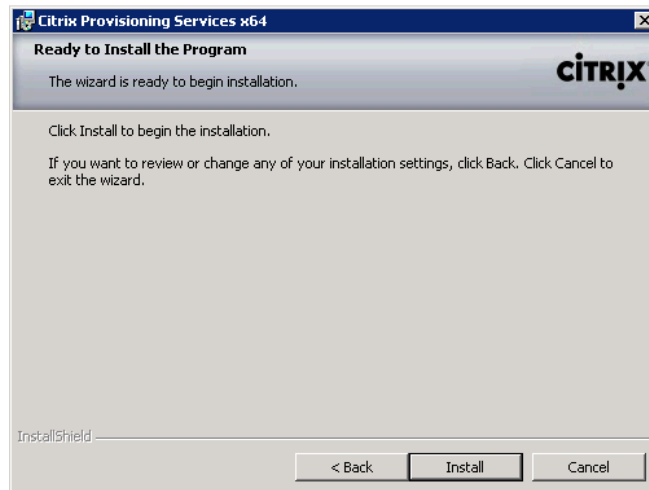 Citrix Provisioning Services x64
Ready to Install the Program
The wizard is ready to begin installation.
CİTRỊX
Click Install to begin the installation.
If you want to review or change any of your installation settings, click Back. Click Cancel to
exit the wizard.
InstallShield
< Back Install Cancel